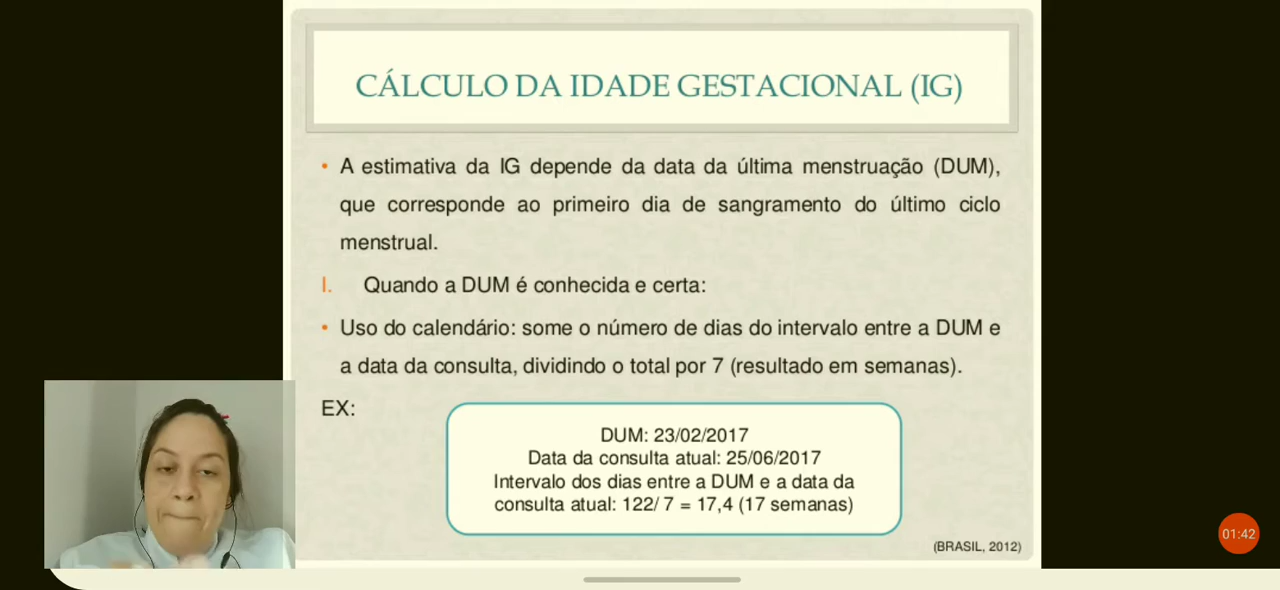 CÁLCULO DA IDADE GESTACIONAL (IG)
• A estimativa da IG depende da data da última menstruação (DUM),
que corresponde ao primeiro dia de sangramento do último ciclo
menstrual.
I. Quando a DUM é conhecida e certa:
• Uso do calendário: some o número de dias do intervalo entre a DUM e
a data da consulta, dividindo o total por 7 (resultado em semanas).
EX:
DUM: 23/02/2017
Data da consulta atual: 25/06/2017
Intervalo dos dias entre a DUM e a data da
consulta atual: 122/ 7 = 17,4 (17 semanas)
(BRASIL, 2012)
01:42